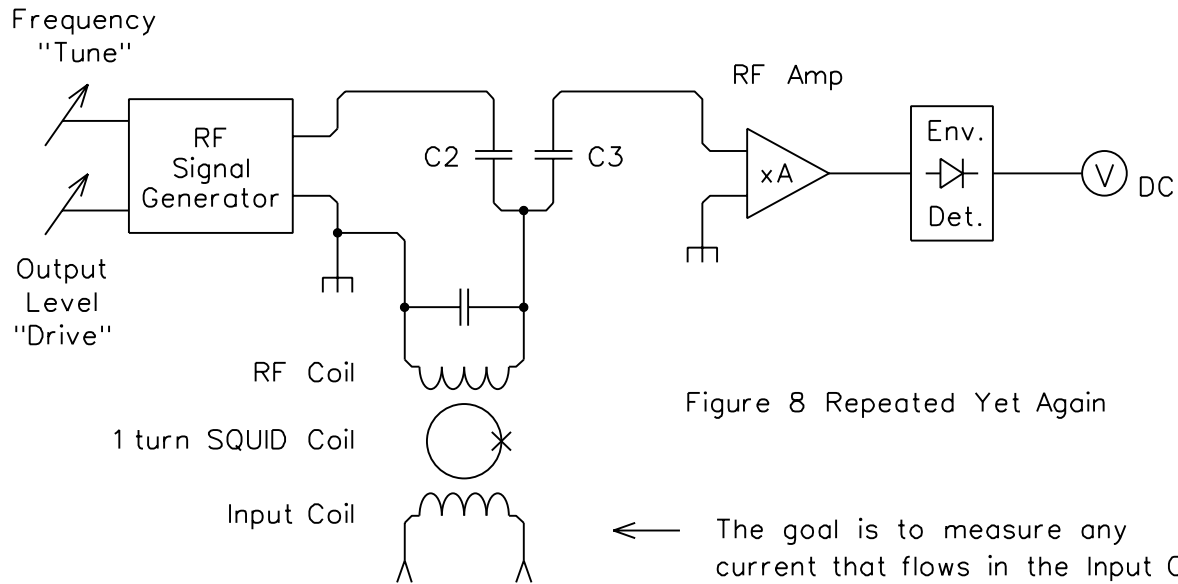 Frequency
"Tune"
RF Amp
RF
Signal
Generator
C2
C3
xA
Env.
Det.
V
DC
Output
Level
"Drive"
RF Coil
Figure 8 Repeated Yet Again
1 turn SQUID Coil
Input Coil
The goal is to measure any
current that flows in the Input